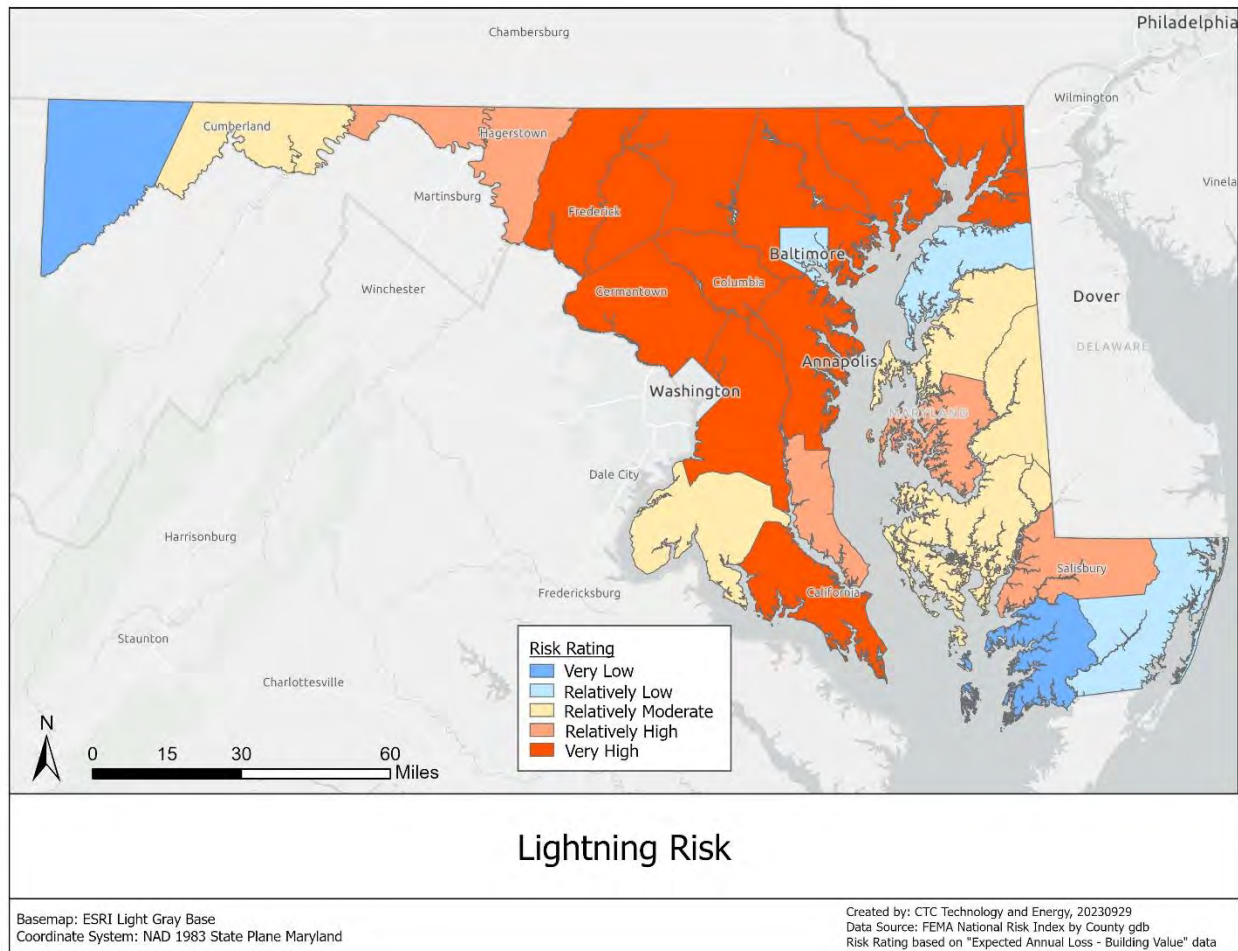 Philadelphia
Chambersburg
Wilmington
Cumberland
Hagerstown
Vinela
Martinsburg
Frederick
Baltimore
Winchester
Germantown
Columbia
Dover
DELAWARE
Annapolis
Washington
MARYLAND
Dale City
Harrisonburg
Salisbury
Fredericksburg
California
Staunton
Charlottesville
Risk Rating
Very Low
Relatively Low
Relatively Moderate
Relatively High
Very High
N
0 15 30 60
Miles
Lightning Risk
Basemap: ESRI Light Gray Base
Coordinate System: NAD 1983 State Plane Maryland
Created by: CTC Technology and Energy, 20230929
Data Source: FEMA National Risk Index by County gdb
Risk Rating based on "Expected Annual Loss - Building Value" data